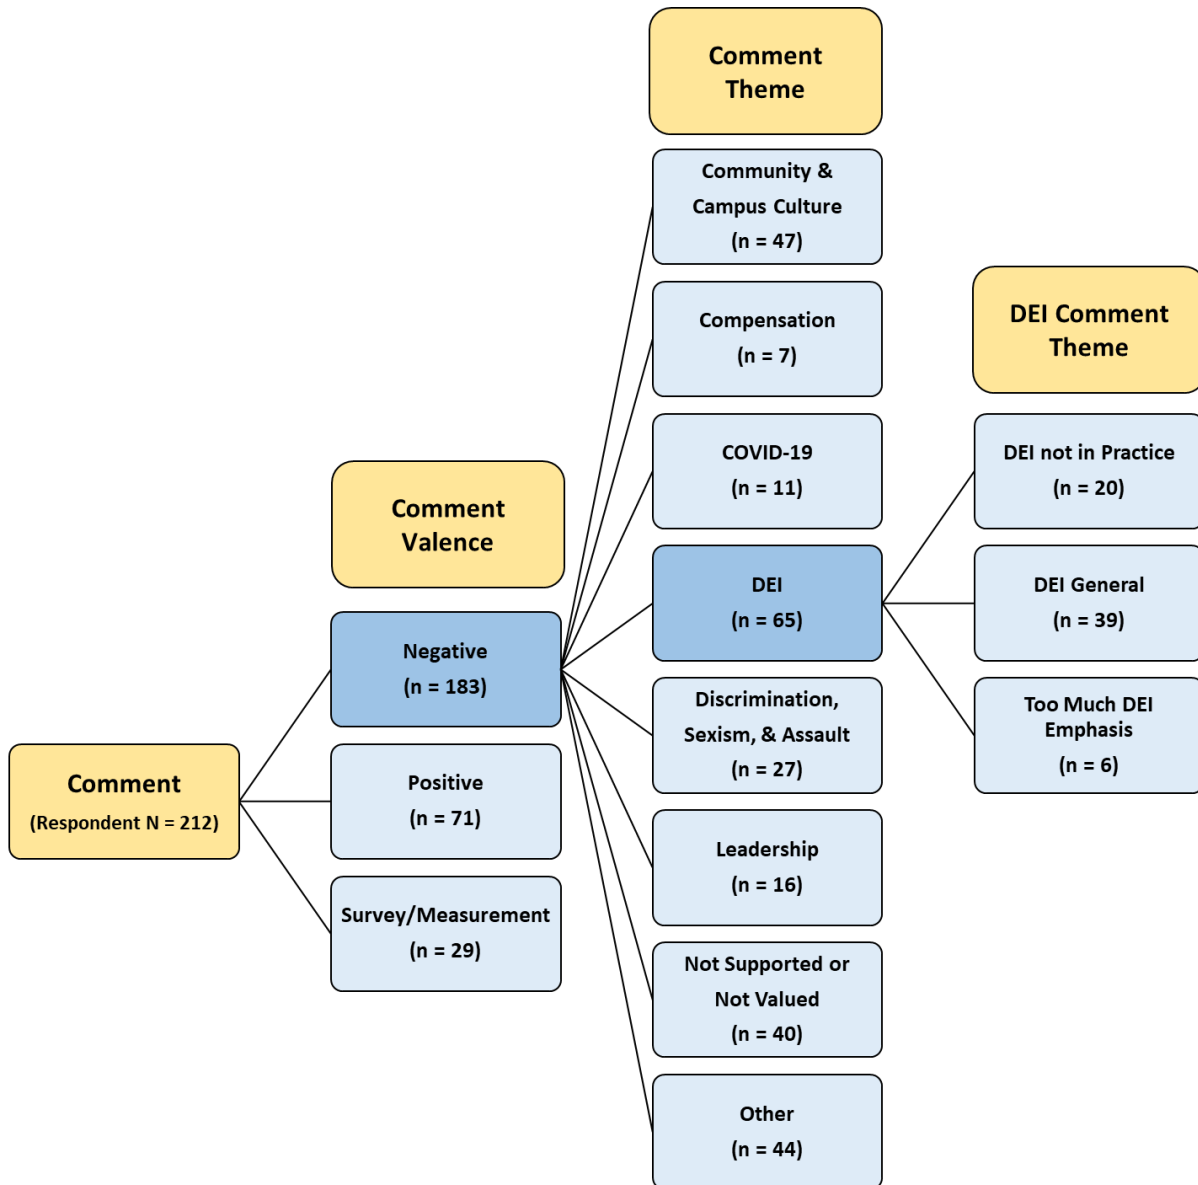 Comment
(Respondent N = 212)
Comment
Valence
Negative
(n = 183)
Positive
(n = 71)
Survey/Measurement
(n = 29)
Comment
Theme
Community &
Campus Culture
(n = 47)
Compensation
(n = 7)
COVID-19
(n = 11)
DEI
(n = 65)
Discrimination,
Sexism, & Assault
(n = 27)
Leadership
(n = 16)
Not Supported or
Not Valued
(n = 40)
Other
(n = 44)
DEI Comment
Theme
DEI not in Practice
(n = 20)
DEI General
(n = 39)
Too Much DEI
Emphasis
(n = 6)